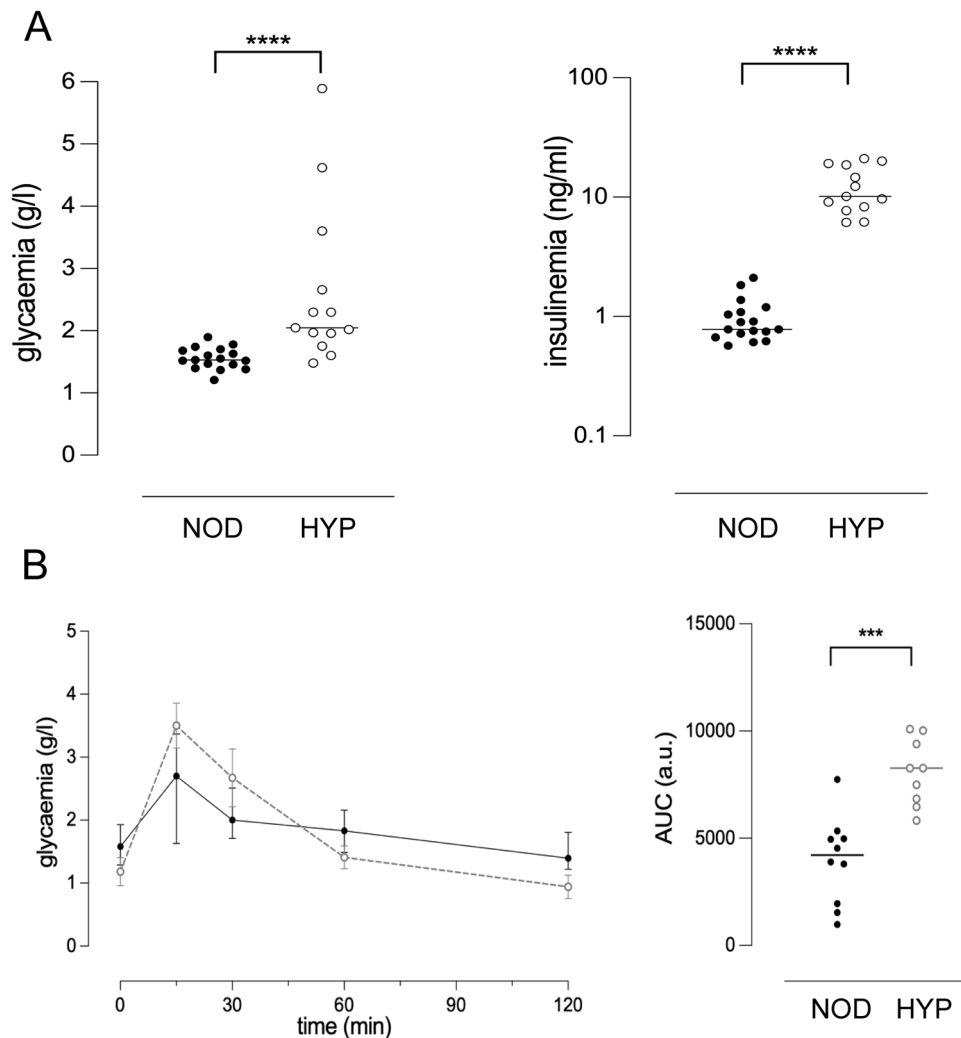 A
****
6
5
4
3
2
1
0
glycaemia (g/l)
NOD HYP
****
100
10
1
0.1
insulinemia (ng/ml)
NOD HYP
B
5
4
3
2
1
0
glycaemia (g/l)
0 30 60 90 120
time (min)
***
15000
10000
5000
0
AUC (a.u.)
NOD HYP